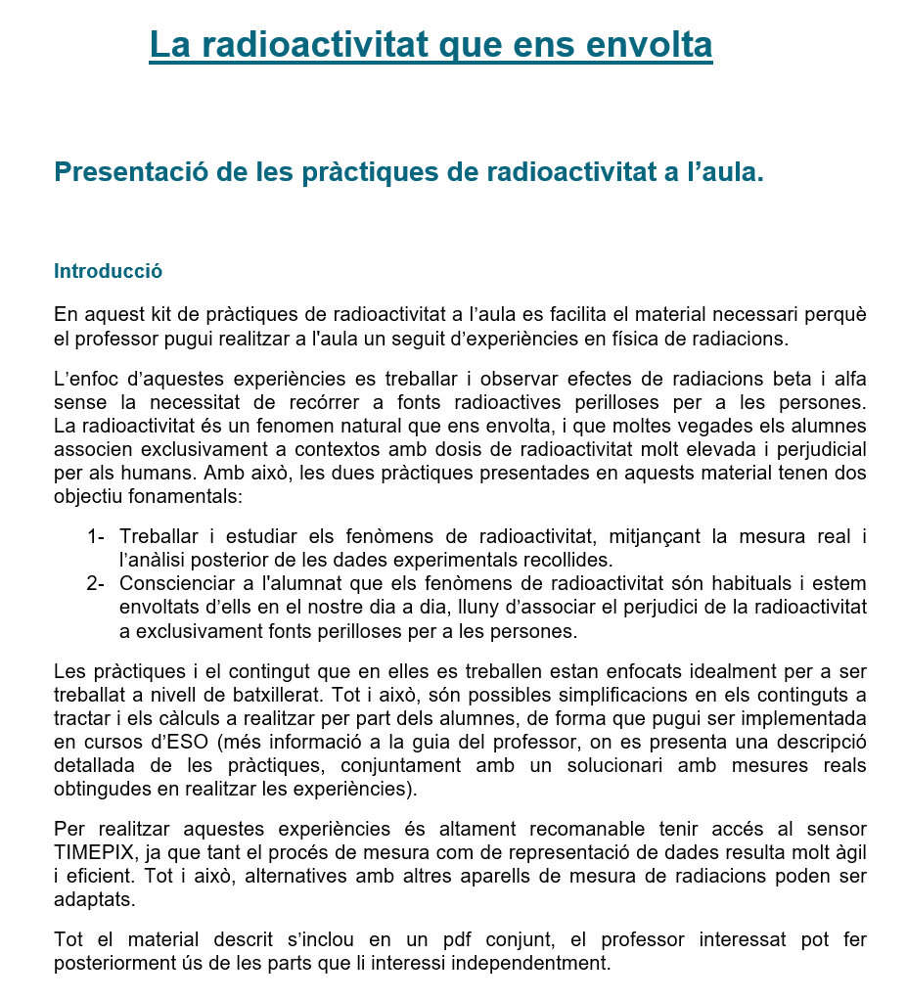 La radioactivitat que ens envolta
Presentació de les pràctiques de radioactivitat a l’aula.
Introducció
En aquest kit de pràctiques de radioactivitat a l’aula es facilita el material necessari perquè
el professor pugui realitzar a l'aula un seguit d’experiències en física de radiacions.
L’enfoc d’aquestes experiències es treballar i observar efectes de radiacions beta i alfa
sense la necessitat de recórrer a fonts radioactives perilloses per a les persones.
La radioactivitat és un fenomen natural que ens envolta, i que moltes vegades els alumnes
associen exclusivament a contextos amb dosis de radioactivitat molt elevada i perjudicial
per als humans. Amb això, les dues pràctiques presentades en aquests material tenen dos
objectiu fonamentals:
1- Treballar i estudiar els fenòmens de radioactivitat, mitjançant la mesura real i
l’anàlisi posterior de les dades experimentals recollides.
2- Conscienciar a l'alumnat que els fenòmens de radioactivitat són habituals i estem
envoltats d’ells en el nostre dia a dia, lluny d’associar el perjudici de la radioactivitat
a exclusivament fonts perilloses per a les persones.
Les pràctiques i el contingut que en elles es treballen estan enfocats idealment per a ser
treballat a nivell de batxillerat. Tot i això, són possibles simplificacions en els continguts a
tractar i els càlculs a realitzar per part dels alumnes, de forma que pugui ser implementada
en cursos d’ESO (més informació a la guia del professor, on es presenta una descripció
detallada de les pràctiques, conjuntament amb un solucionari amb mesures reals
obtingudes en realitzar les experiències).
Per realitzar aquestes experiències és altament recomanable tenir accés al sensor
TIMEPIX, ja que tant el procés de mesura com de representació de dades resulta molt àgil
i eficient. Tot i això, alternatives amb altres aparells de mesura de radiacions poden ser
adaptats.
Tot el material descrit s’inclou en un pdf conjunt, el professor interessat pot fer
posteriorment ús de les parts que li interessi independentment.